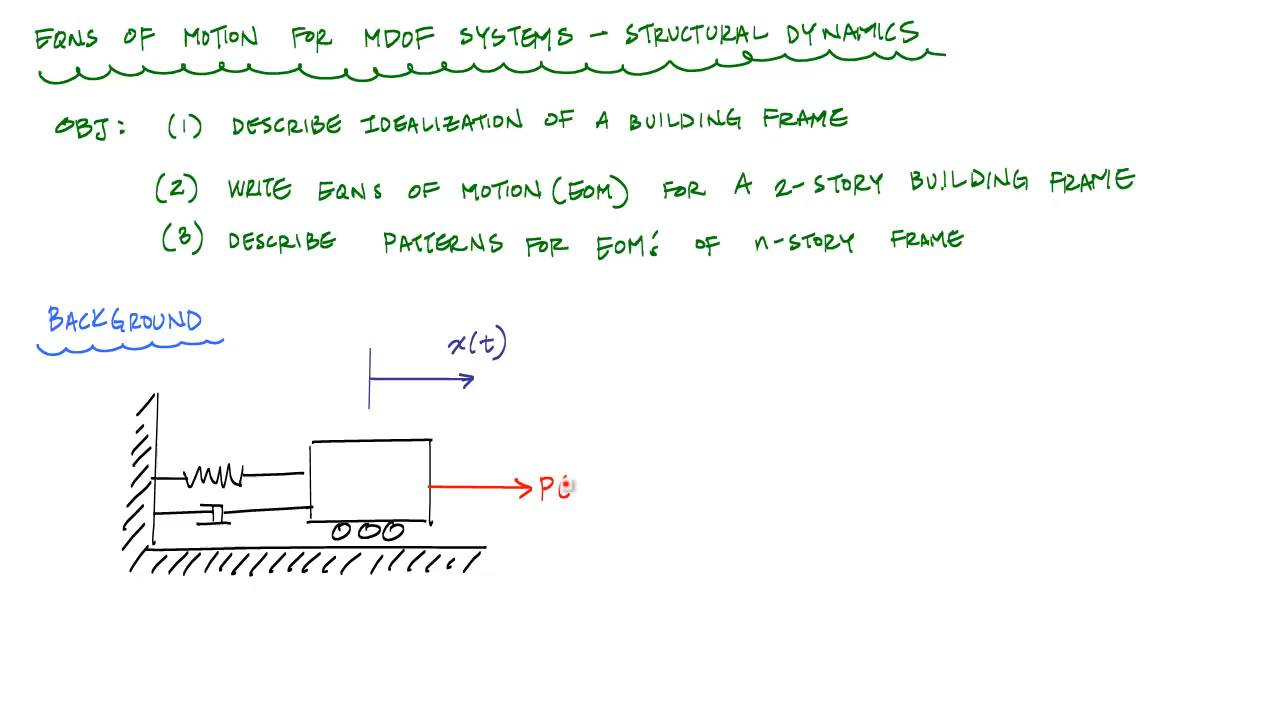 EQNS OF MOTION FOR MDOF SYSTEMS - STRUCTURAL DYNAMICS
OBJ: (1) DESCRIBE IDEALIZATION OF A BUILDING FRAME
(2) WRITE EQNS OF MOTION (EOM) FOR A 2-STORY BUILDING FRAME
(3) DESCRIBE PATTERNS FOR EOM's OF n-STORY FRAME
BACKGROUND
x(t)
P(